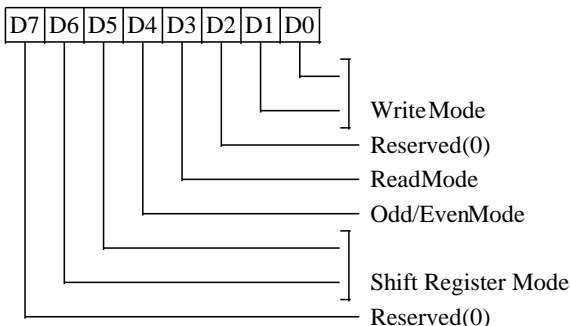 D7 D6 D5 D4 D3 D2 D1 D0
WriteMode
Reserved(0)
ReadMode
Odd/EvenMode
Shift Register Mode
Reserved(0)